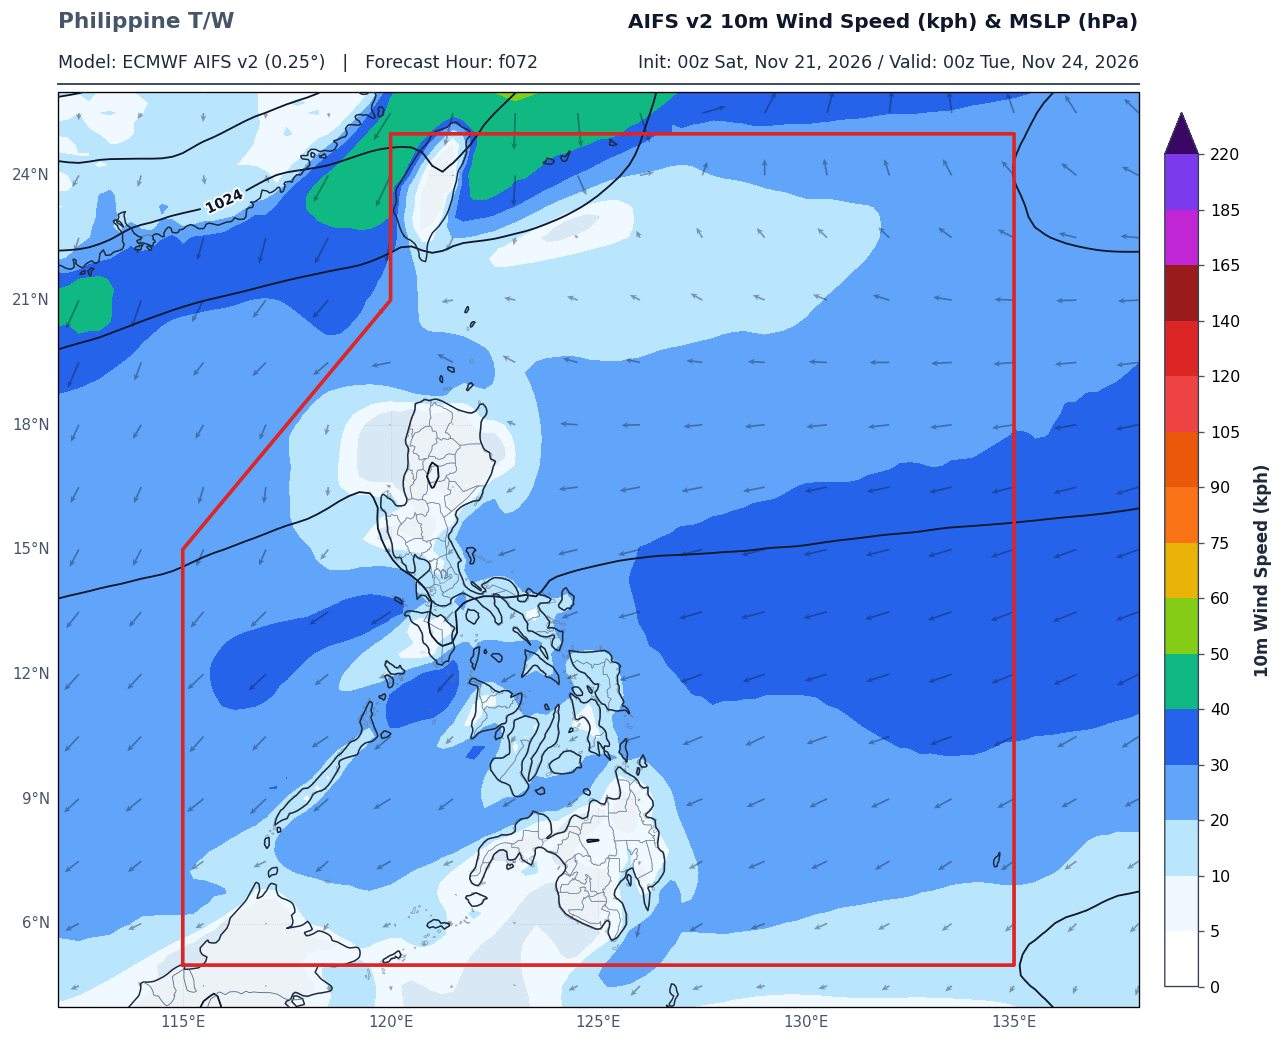 Philippine T/W
AIFS v2 10m Wind Speed (kph) & MSLP (hPa)
Model: ECMWF AIFS v2 (0.25°) | Forecast Hour: f072
Init: 00z Sat, Nov 21, 2026 / Valid: 00z Tue, Nov 24, 2026
24°N
21°N
18°N
15°N
12°N
9°N
6°N
1024
115°E
120°E
125°E
130°E
135°E
220
185
165
140
120
105
90
75
60
50
40
30
20
10
5
0
10m Wind Speed (kph)